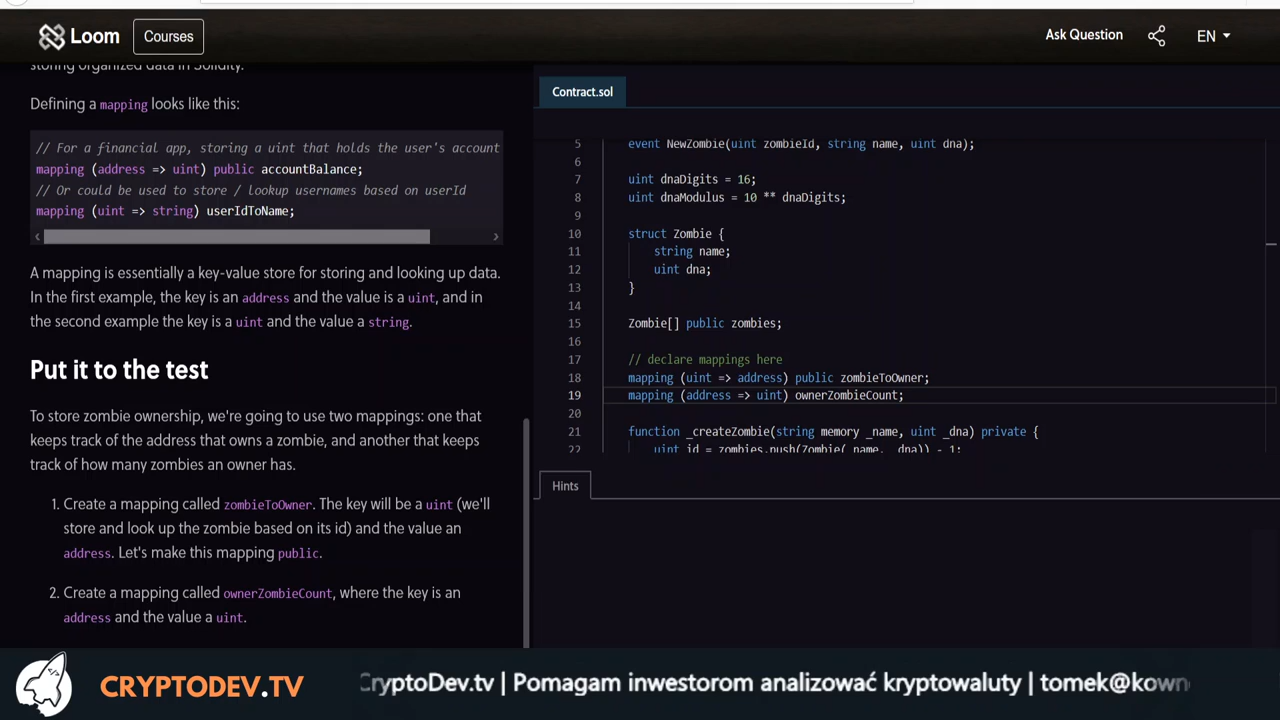 Loom
Courses
Ask Question
EN
storing organized data in Solidity.
Defining a mapping looks like this:
// For a financial app, storing a uint that holds the user's account
mapping (address => uint) public accountBalance;
// Or could be used to store / lookup usernames based on userId
mapping (uint => string) userIdToName;
A mapping is essentially a key-value store for storing and looking up data.
In the first example, the key is an address and the value is a uint, and in
the second example the key is a uint and the value a string.
Put it to the test
To store zombie ownership, we're going to use two mappings: one that
keeps track of the address that owns a zombie, and another that keeps
track of how many zombies an owner has.
1. Create a mapping called zombieToOwner. The key will be a uint (we'll
store and look up the zombie based on its id) and the value an
address. Let's make this mapping public.
2. Create a mapping called ownerZombieCount, where the key is an
address and the value a uint.
Contract.sol
5 event NewZombie(uint zombieId, string name, uint dna);
6
7 uint dnaDigits = 16;
8 uint dnaModulus = 10 ** dnaDigits;
9
10 struct Zombie {
11 string name;
12 uint dna;
13 }
14
15 Zombie[] public zombies;
16
17 // declare mappings here
18 mapping (uint => address) public zombieToOwner;
19 mapping (address => uint) ownerZombieCount;
20
21 function _createZombie(string memory _name, uint _dna) private {
22 uint id = zombies.push(Zombie(_name, _dna)) - 1;
Hints
CRYPTODEV.TV
CryptoDev.tv | Pomagam inwestorom analizować kryptowaluty | tomek@kown